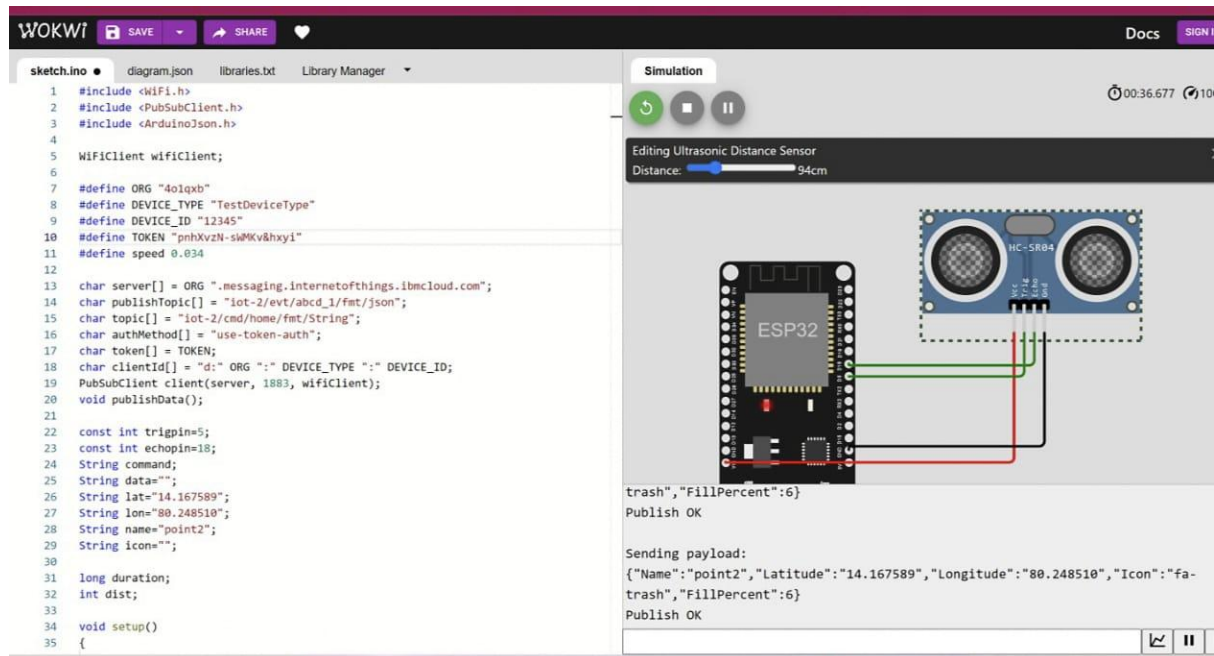 WOKWI SAVE SHARE Docs SIGN I
sketch.ino ● diagram.json libraries.txt Library Manager
1 #include <WiFi.h>
2 #include <PubSubClient.h>
3 #include <ArduinoJson.h>
4
5 WiFiClient wifiClient;
6
7 #define ORG "4o1qxb"
8 #define DEVICE_TYPE "TestDeviceType"
9 #define DEVICE_ID "12345"
10 #define TOKEN "pnhXvzN-sWMKv&hxyi"
11 #define speed 0.034
12
13 char server[] = ORG ".messaging.internetofthings.ibmcloud.com";
14 char publishTopic[] = "iot-2/evt/abcd_1/fmt/json";
15 char topic[] = "iot-2/cmd/home/fmt/String";
16 char authMethod[] = "use-token-auth";
17 char token[] = TOKEN;
18 char clientId[] = "d:" ORG ":" DEVICE_TYPE ":" DEVICE_ID;
19 PubSubClient client(server, 1883, wifiClient);
20 void publishData();
21
22 const int trigpin=5;
23 const int echopin=18;
24 String command;
25 String data="";
26 String lat="14.167589";
27 String lon="80.248510";
28 String name="point2";
29 String icon="";
30
31 long duration;
32 int dist;
33
34 void setup()
35 {
Simulation
00:36.677 100
Editing Ultrasonic Distance Sensor
Distance: 94cm
HC-SR04
Vcc Trig Echo Gnd
ESP32
trash","FillPercent":6}
Publish OK
Sending payload:
{"Name":"point2","Latitude":"14.167589","Longitude":"80.248510","Icon":"fa-
trash","FillPercent":6}
Publish OK